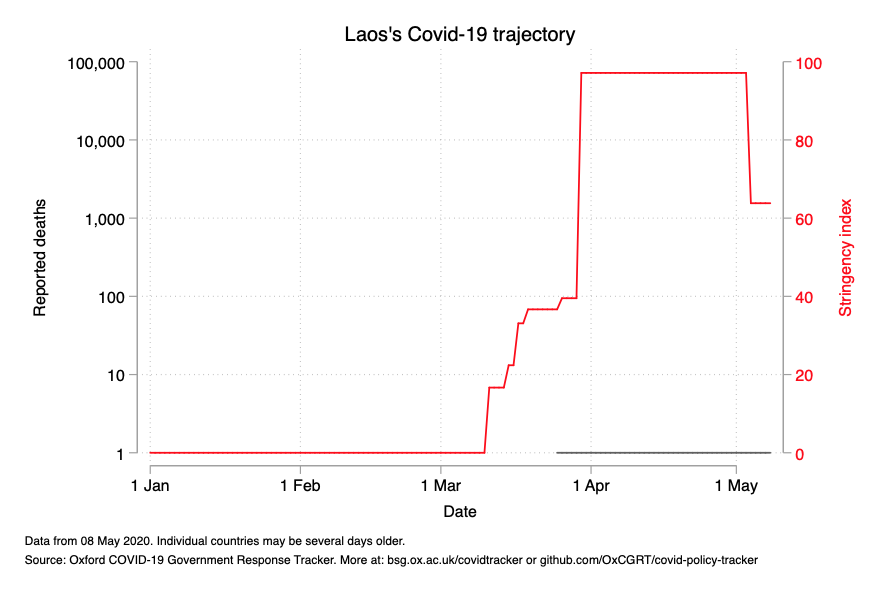 Laos's Covid-19 trajectory
100,000
10,000
1,000
100
10
1
Reported deaths
100
80
60
40
20
0
Stringency index
1 Jan
1 Feb
1 Mar
1 Apr
1 May
Date
Data from 08 May 2020. Individual countries may be several days older.
Source: Oxford COVID-19 Government Response Tracker. More at: bsg.ox.ac.uk/covidtracker or github.com/OxCGRT/covid-policy-tracker